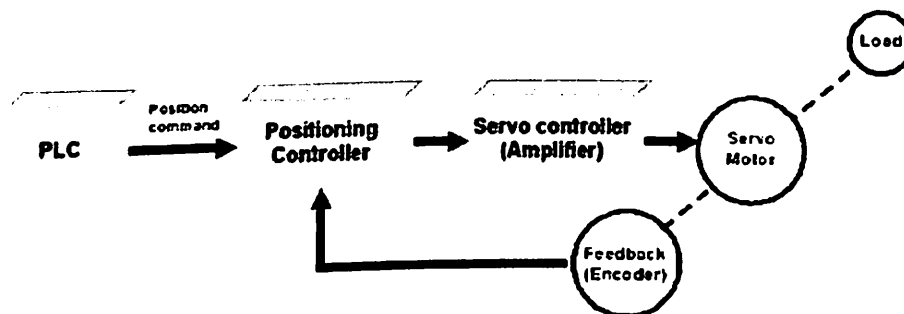 Load
Position
command
PLC
Positioning
Controller
Servo controller
(Amplifier)
Servo
Motor
Feedback
(Encoder)